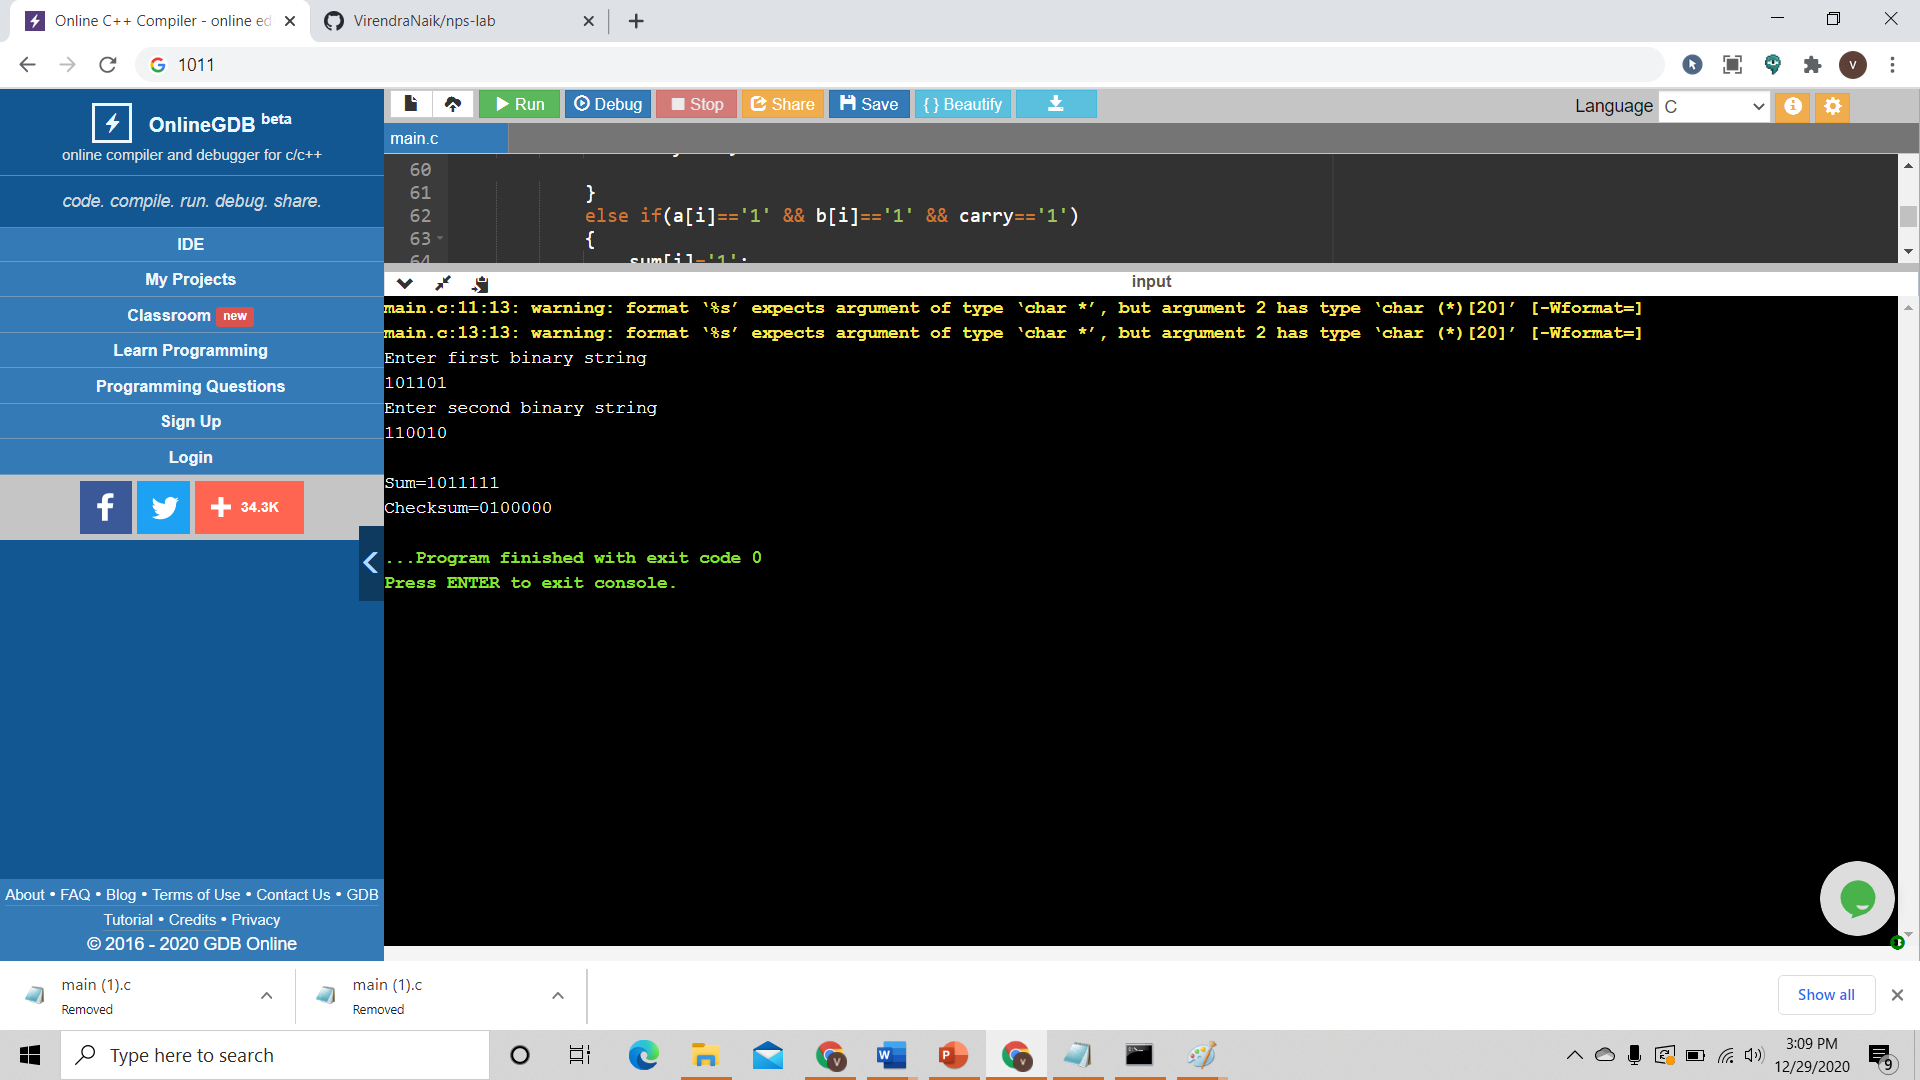 Online C++ Compiler - online ed
VirendraNaik/nps-lab
1011
V
OnlineGDB beta
online compiler and debugger for c/c++
code. compile. run. debug. share.
IDE
My Projects
Classroom new
Learn Programming
Programming Questions
Sign Up
Login
34.3K
About • FAQ • Blog • Terms of Use • Contact Us • GDB
Tutorial • Credits • Privacy
© 2016 - 2020 GDB Online
Run Debug Stop Share Save { } Beautify
Language C
main.c
60
61 }
62 else if(a[i]=='1' && b[i]=='1' && carry=='1')
63 {
64 sum[i]='1';
input
main.c:11:13: warning: format ‘%s’ expects argument of type ‘char *’, but argument 2 has type ‘char (*)[20]’ [-Wformat=]
main.c:13:13: warning: format ‘%s’ expects argument of type ‘char *’, but argument 2 has type ‘char (*)[20]’ [-Wformat=]
Enter first binary string
101101
Enter second binary string
110010
Sum=1011111
Checksum=0100000
...Program finished with exit code 0
Press ENTER to exit console.
main (1).c
Removed
main (1).c
Removed
Show all
Type here to search
3:09 PM
12/29/2020
9